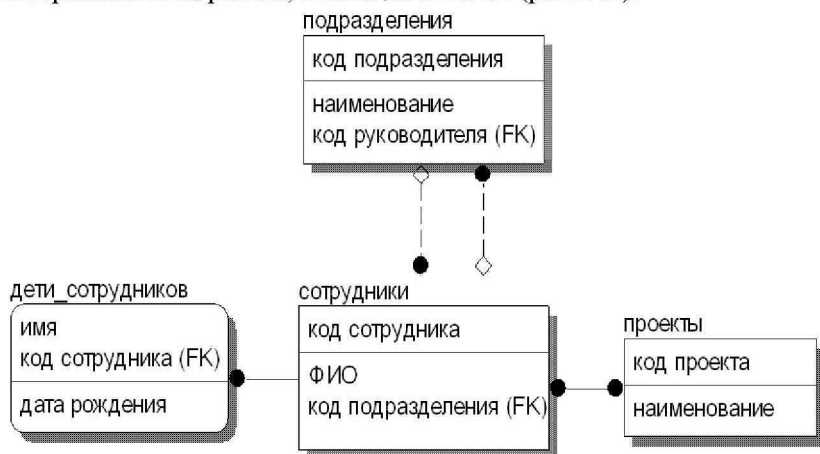 подразделения
код подразделения
наименование
код руководителя (FK)
дети_сотрудников
имя
код сотрудника (FK)
дата рождения
сотрудники
код сотрудника
ФИО
код подразделения (FK)
проекты
код проекта
наименование